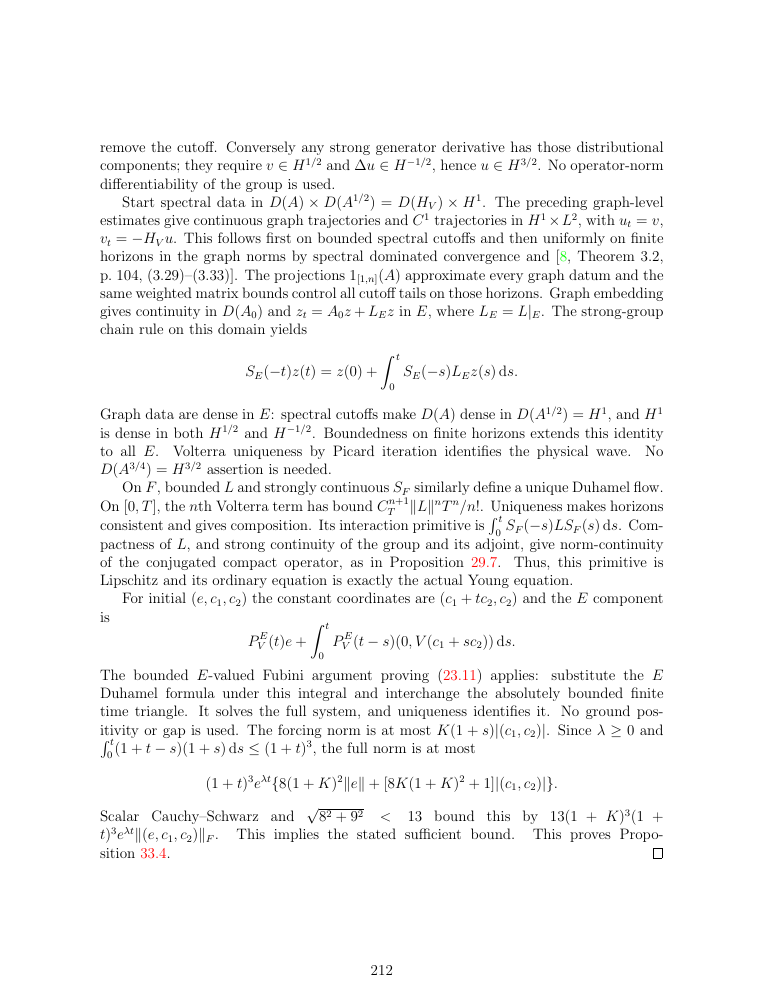 remove the cutoff. Conversely any strong generator derivative has those distributional
components; they require v ∈ H^{1/2} and Δu ∈ H^{−1/2}, hence u ∈ H^{3/2}. No operator-norm
differentiability of the group is used.
Start spectral data in D(A) × D(A^{1/2}) = D(H_V) × H^1. The preceding graph-level
estimates give continuous graph trajectories and C^1 trajectories in H^1 × L^2, with u_t = v,
v_t = −H_V u. This follows first on bounded spectral cutoffs and then uniformly on finite
horizons in the graph norms by spectral dominated convergence and [8, Theorem 3.2,
p. 104, (3.29)–(3.33)]. The projections 1_{[1,n]}(A) approximate every graph datum and the
same weighted matrix bounds control all cutoff tails on those horizons. Graph embedding
gives continuity in D(A_0) and z_t = A_0 z + L_E z in E, where L_E = L|_E. The strong-group
chain rule on this domain yields
S_E(−t)z(t) = z(0) + ∫_0^t S_E(−s)L_E z(s) ds.
Graph data are dense in E: spectral cutoffs make D(A) dense in D(A^{1/2}) = H^1, and H^1
is dense in both H^{1/2} and H^{−1/2}. Boundedness on finite horizons extends this identity
to all E. Volterra uniqueness by Picard iteration identifies the physical wave. No
D(A^{3/4}) = H^{3/2} assertion is needed.
On F, bounded L and strongly continuous S_F similarly define a unique Duhamel flow.
On [0, T], the nth Volterra term has bound C_T^{n+1}‖L‖^n T^n/n!. Uniqueness makes horizons
consistent and gives composition. Its interaction primitive is ∫_0^t S_F(−s)LS_F(s) ds. Com-
pactness of L, and strong continuity of the group and its adjoint, give norm-continuity
of the conjugated compact operator, as in Proposition 29.7. Thus, this primitive is
Lipschitz and its ordinary equation is exactly the actual Young equation.
For initial (e, c_1, c_2) the constant coordinates are (c_1 + tc_2, c_2) and the E component
is
P_V^E(t)e + ∫_0^t P_V^E(t − s)(0, V(c_1 + sc_2)) ds.
The bounded E-valued Fubini argument proving (23.11) applies: substitute the E
Duhamel formula under this integral and interchange the absolutely bounded finite
time triangle. It solves the full system, and uniqueness identifies it. No ground pos-
itivity or gap is used. The forcing norm is at most K(1 + s)|(c_1, c_2)|. Since λ ≥ 0 and
∫_0^t(1 + t − s)(1 + s) ds ≤ (1 + t)^3, the full norm is at most
(1 + t)^3 e^{λt}{8(1 + K)^2‖e‖ + [8K(1 + K)^2 + 1]|(c_1, c_2)|}.
Scalar Cauchy–Schwarz and √(8^2 + 9^2) < 13 bound this by 13(1 + K)^3(1 +
t)^3 e^{λt}‖(e, c_1, c_2)‖_F. This implies the stated sufficient bound. This proves Propo-
sition 33.4. □
212